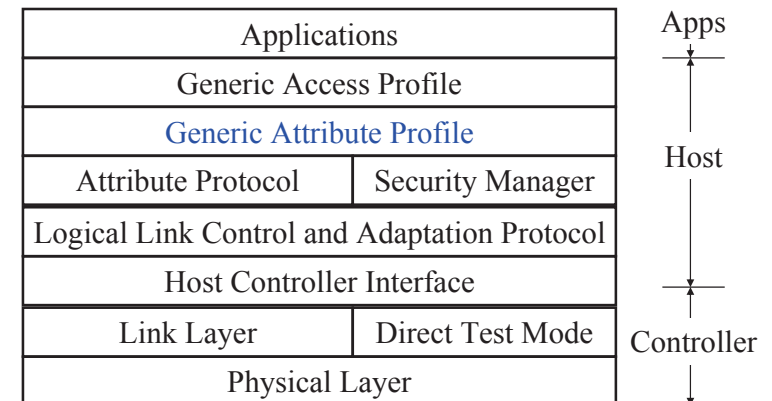 Applications
Apps
Generic Access Profile
Generic Attribute Profile
Attribute Protocol
Security Manager
Host
Logical Link Control and Adaptation Protocol
Host Controller Interface
Link Layer
Direct Test Mode
Controller
Physical Layer